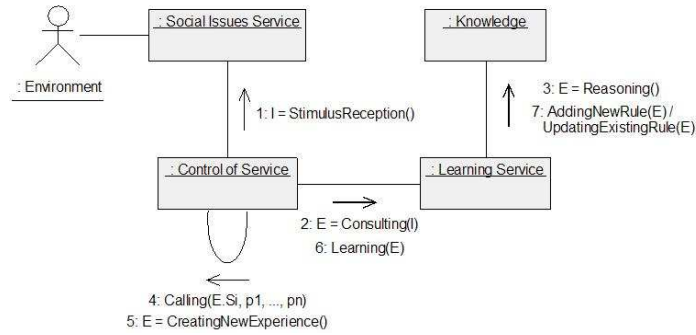 : Social Issues Service
: Knowledge
: Environment
1: I = StimulusReception()
3: E = Reasoning()
7: AddingNewRule(E) /
UpdatingExistingRule(E)
: Control of Service
: Learning Service
2: E = Consulting(I)
6: Learning(E)
4: Calling(E.Si, p1, ..., pn)
5: E = CreatingNewExperience()